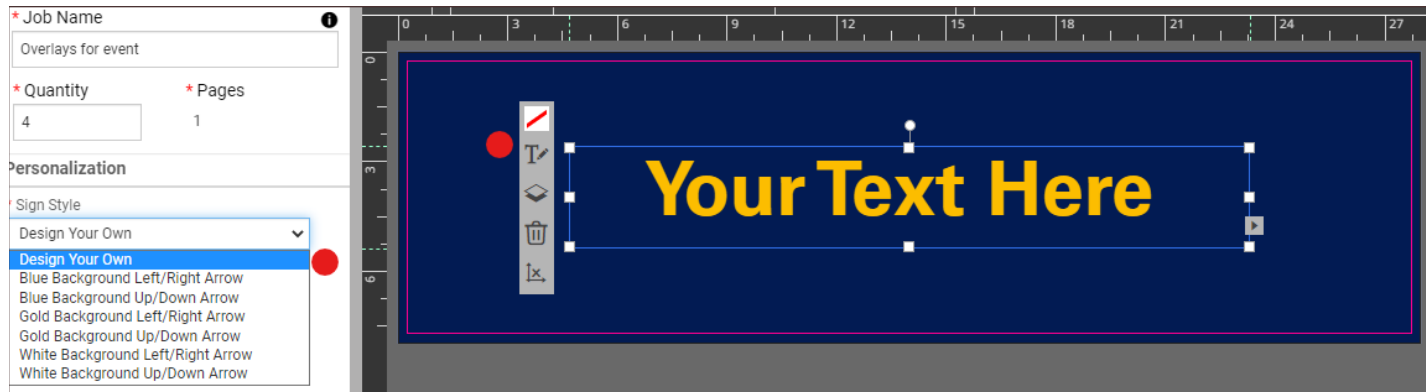 * Job Name
Overlays for event
* Quantity
* Pages
4
1
Personalization
* Sign Style
Design Your Own
Design Your Own
Blue Background Left/Right Arrow
Blue Background Up/Down Arrow
Gold Background Left/Right Arrow
Gold Background Up/Down Arrow
White Background Left/Right Arrow
White Background Up/Down Arrow
0 3 6 9 12 15 18 21 24 27
0
3
6
Your Text Here